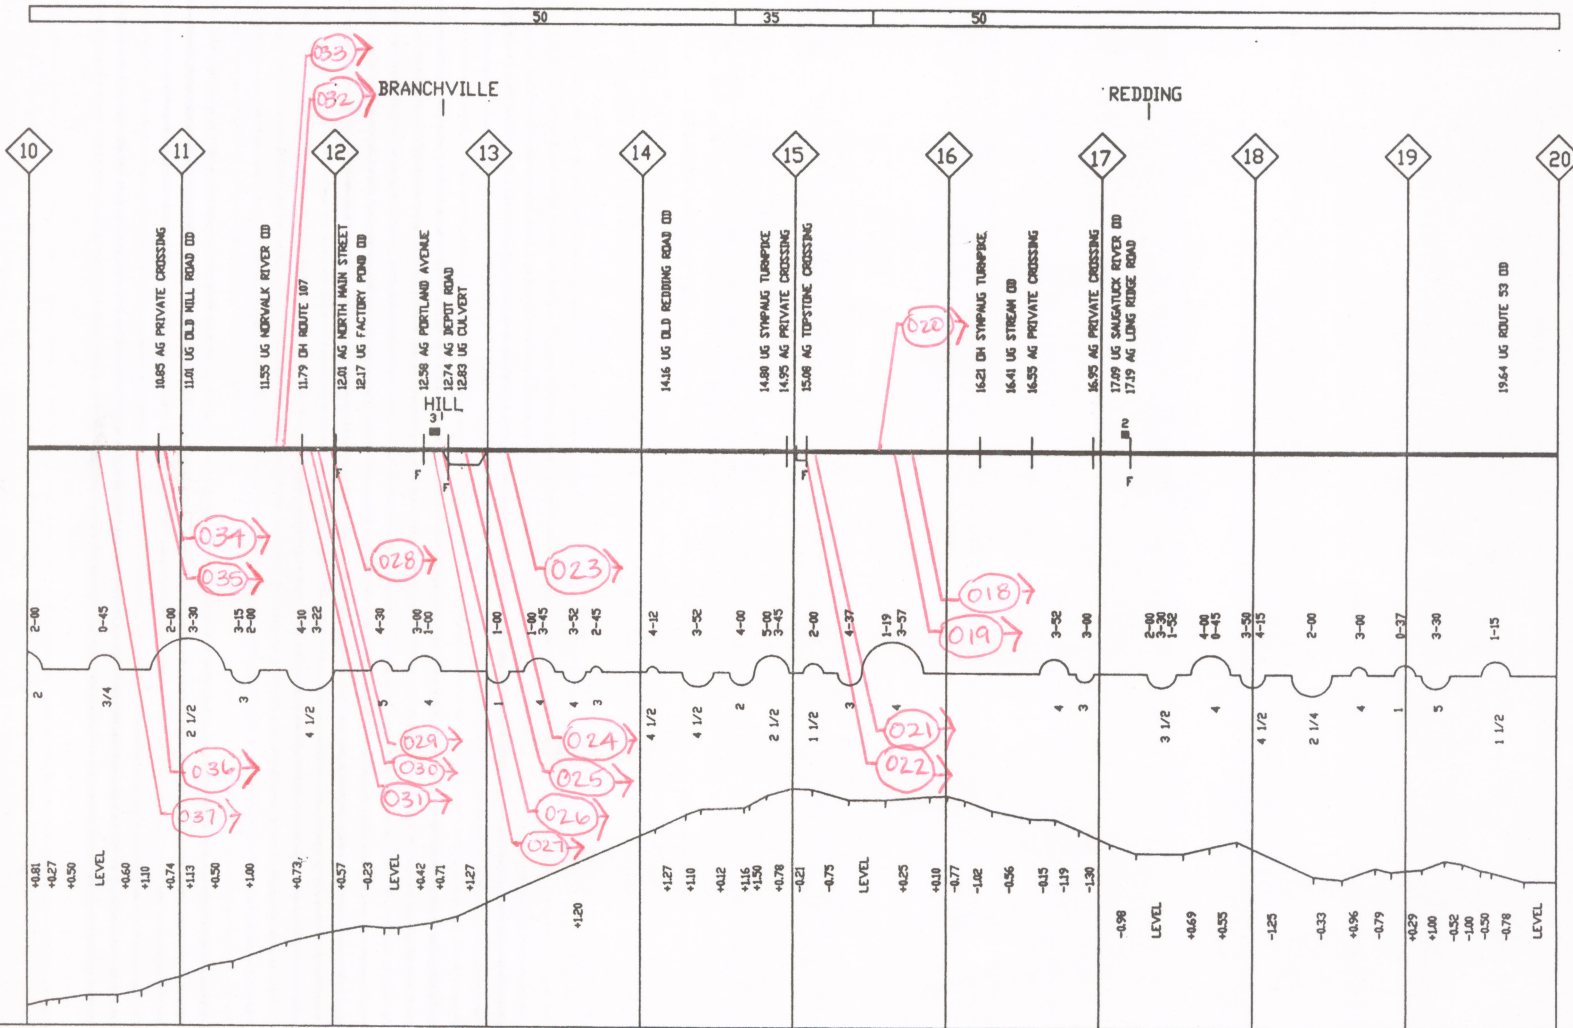 50 35 50
033
032
BRANCHVILLE
REDDING
10 11 12 13 14 15 16 17 18 19 20
10.85 AG PRIVATE CROSSING
11.01 UG OLD MILL ROAD
11.55 UG NORWALK RIVER
11.79 OH ROUTE 107
12.01 AG NORTH MAIN STREET
12.17 UG FACTORY POND
12.58 AG PORTLAND AVENUE
12.74 AG DEPOT ROAD
12.83 UG CULVERT
14.16 UG OLD REDDING ROAD
14.80 UG SYMPAUG TURNPIKE
14.95 AG PRIVATE CROSSING
15.08 AG TOPSTONE CROSSING
16.21 OH SYMPAUG TURNPIKE
16.41 UG STREAM
16.55 AG PRIVATE CROSSING
16.95 AG PRIVATE CROSSING
17.09 UG SAUGATUCK RIVER
17.19 AG LONG RIDGE ROAD
19.64 UG ROUTE 53
020
HILL
3 2
F F F F F
034
035
028
023
018
019
2-00 0-45 2-00 3-30 3-15 2-00 4-10 3-22 4-30 3-00 1-00 1-00 1-00 3-45 3-52 2-45 4-12 3-52 4-00 5-00 3-45 2-00 4-37 1-19 3-57 3-52 3-00 2-00 3-30 1-52 4-00 0-45 3-50 4-15 2-00 3-00 0-37 3-30 1-15
2 3/4 2 1/2 3 4 1/2 5 4 1 4 4 3 4 1/2 4 1/2 2 2 1/2 1 1/2 3 4 4 3 3 1/2 4 4 1/2 2 1/4 4 1 5 1 1/2
036
037
029
030
031
024
025
026
027
021
022
+0.81 +0.27 +0.50 LEVEL +0.60 +1.10 +0.74 +1.13 +0.50 +1.00 +0.73 +0.57 -0.23 LEVEL +0.42 +0.71 +1.27 +1.20 +1.27 +1.10 +0.12 +1.16 +1.50 +0.78 -0.21 -0.75 LEVEL +0.25 +0.10 -0.77 -1.02 -0.56 -0.15 -1.19 -1.30
-0.98 LEVEL +0.69 +0.55 -1.25 -0.33 +0.96 -0.79 +0.29 +1.00 -0.52 -1.00 -0.50 -0.78 LEVEL